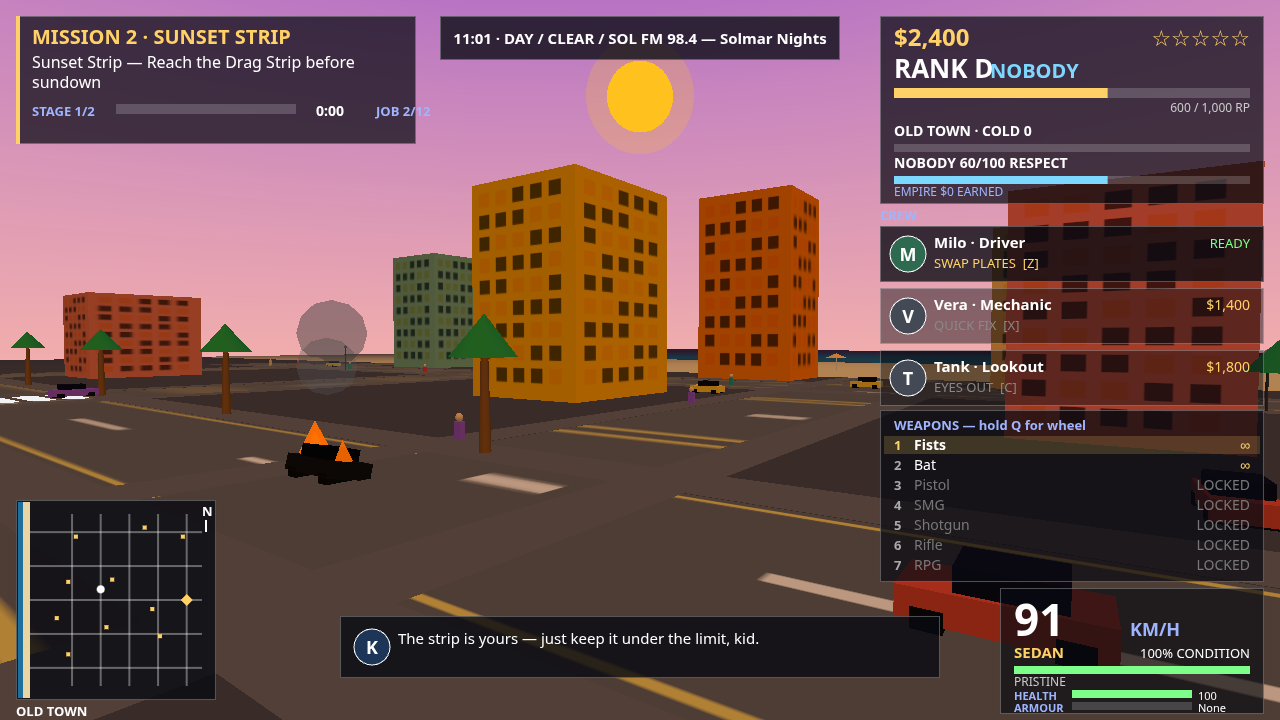 MISSION 2 · SUNSET STRIP
Sunset Strip — Reach the Drag Strip before
sundown
STAGE 1/2 0:00 JOB 2/12
11:01 · DAY / CLEAR / SOL FM 98.4 — Solmar Nights
$2,400 ☆☆☆☆☆
RANK D NOBODY
600 / 1,000 RP
OLD TOWN · COLD 0
NOBODY 60/100 RESPECT
EMPIRE $0 EARNED
CREW
M Milo · Driver READY
SWAP PLATES [Z]
V Vera · Mechanic $1,400
QUICK FIX [X]
T Tank · Lookout $1,800
EYES OUT [C]
WEAPONS — hold Q for wheel
1 Fists ∞
2 Bat ∞
3 Pistol LOCKED
4 SMG LOCKED
5 Shotgun LOCKED
6 Rifle LOCKED
7 RPG LOCKED
N
OLD TOWN
K The strip is yours — just keep it under the limit, kid.
91 KM/H
SEDAN 100% CONDITION
PRISTINE
HEALTH 100
ARMOUR None